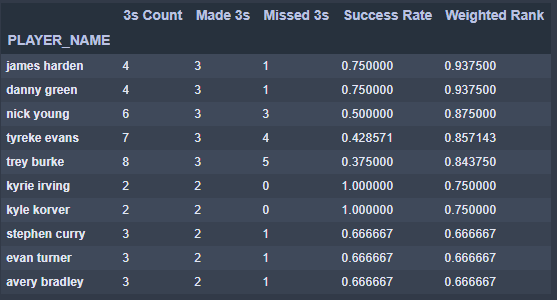 3s Count Made 3s Missed 3s Success Rate Weighted Rank
PLAYER_NAME
james harden 4 3 1 0.750000 0.937500
danny green 4 3 1 0.750000 0.937500
nick young 6 3 3 0.500000 0.875000
tyreke evans 7 3 4 0.428571 0.857143
trey burke 8 3 5 0.375000 0.843750
kyrie irving 2 2 0 1.000000 0.750000
kyle korver 2 2 0 1.000000 0.750000
stephen curry 3 2 1 0.666667 0.666667
evan turner 3 2 1 0.666667 0.666667
avery bradley 3 2 1 0.666667 0.666667